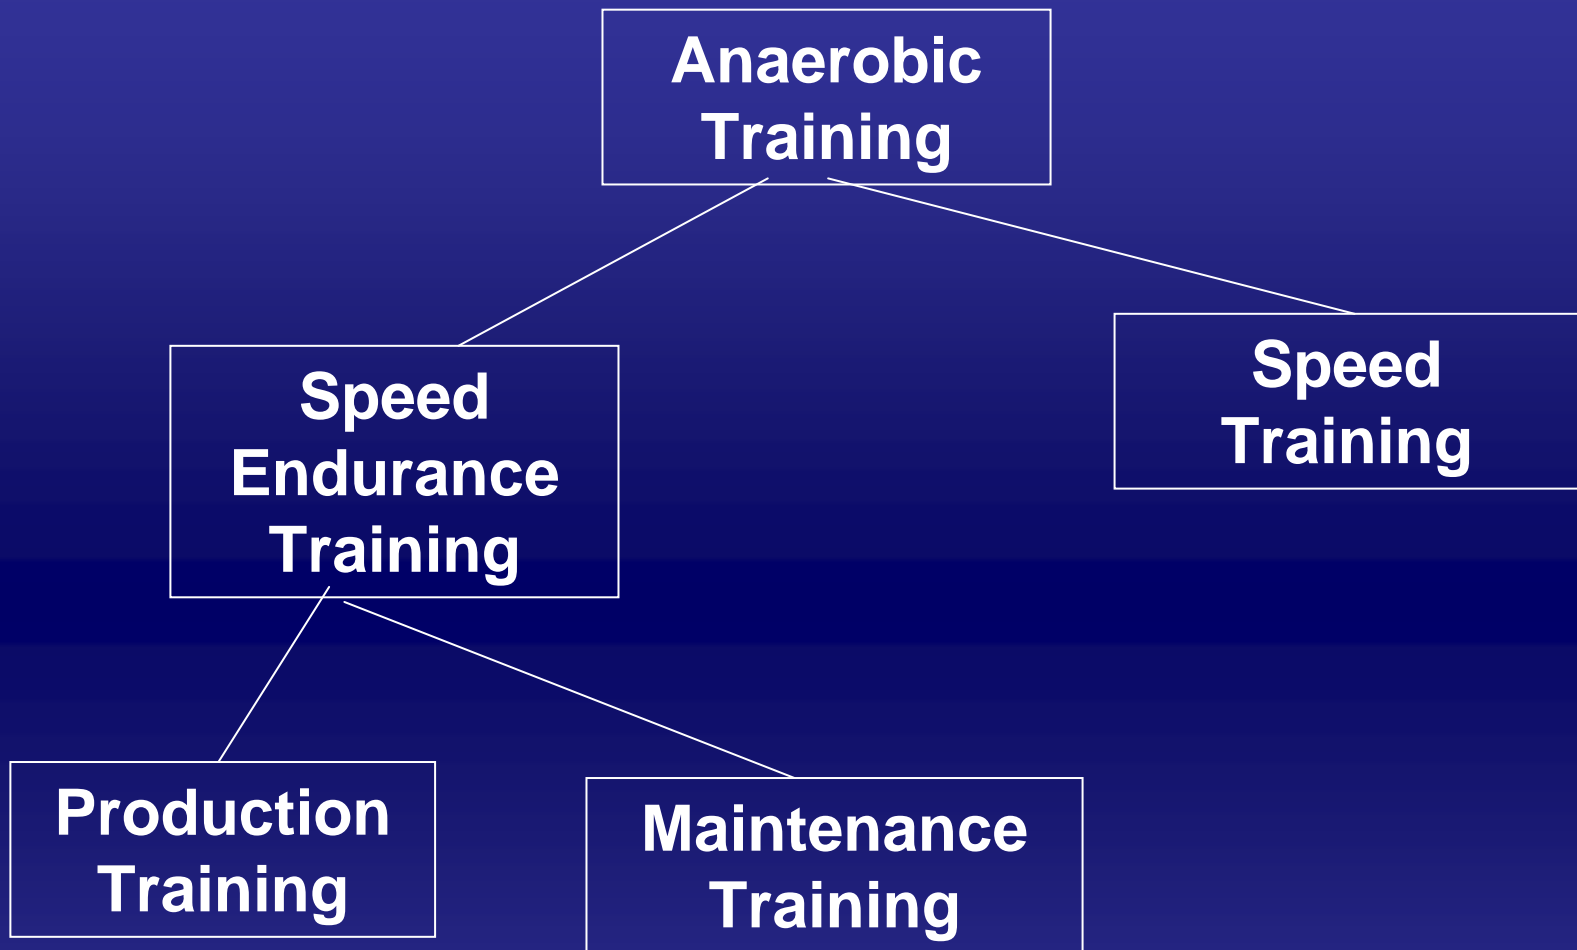 Anaerobic
Training
Speed
Endurance
Training
Speed
Training
Production
Training
Maintenance
Training